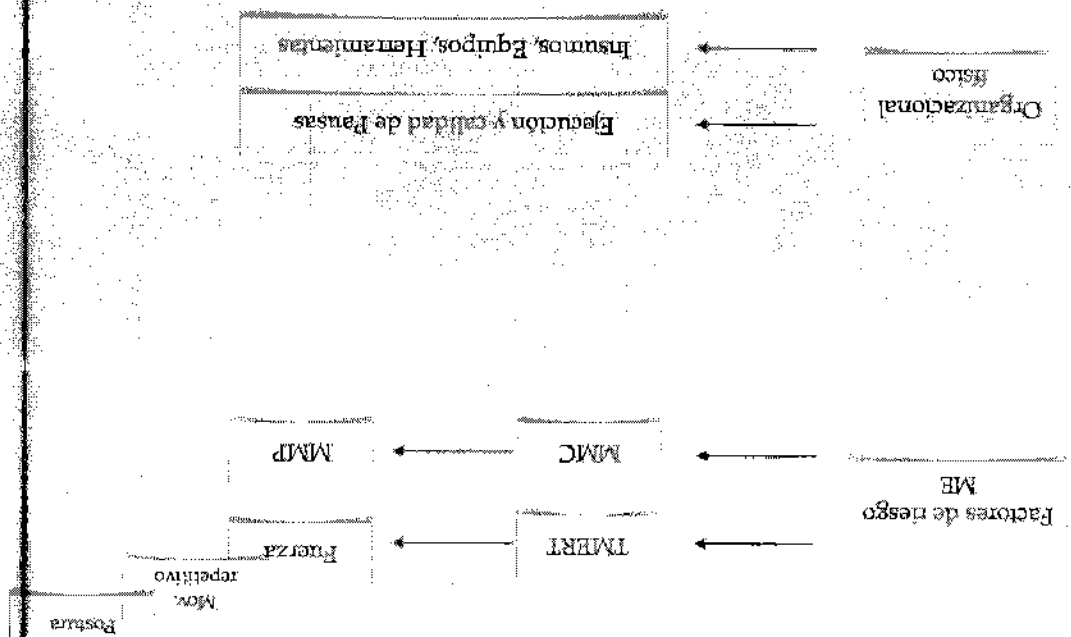 Postura
Mov.
repetitivo
TMERT
Fuerza
Factores de riesgo
ME
MMC
MMP
Organizacional
físico
Ejecución y calidad de Pausas
Insumos, Equipos, Herramientas